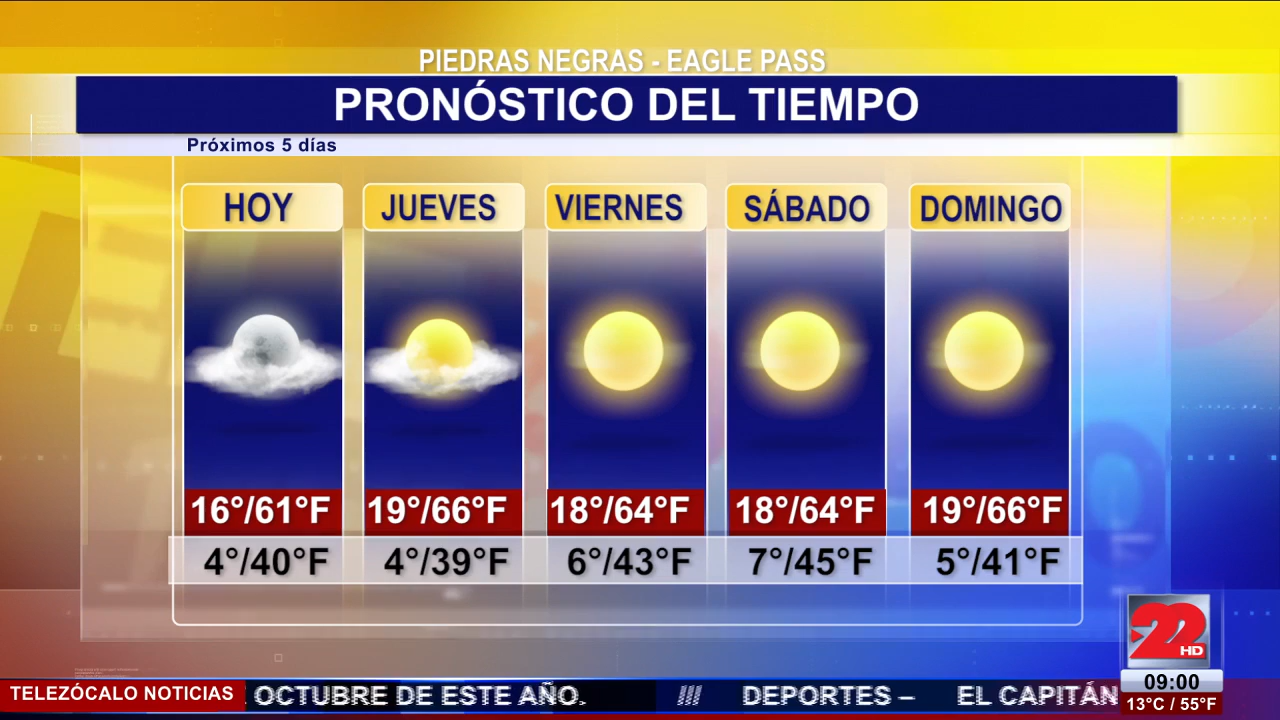 PIEDRAS NEGRAS - EAGLE PASS
PRONÓSTICO DEL TIEMPO
Próximos 5 días
HOY JUEVES VIERNES SÁBADO DOMINGO
16°/61°F 19°/66°F 18°/64°F 18°/64°F 19°/66°F
4°/40°F 4°/39°F 6°/43°F 7°/45°F 5°/41°F
22 HD
09:00
TELEZÓCALO NOTICIAS OCTUBRE DE ESTE AÑO. /// DEPORTES – EL CAPITÁN
13°C / 55°F